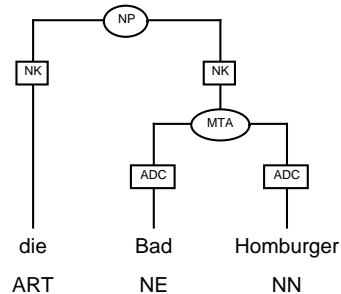 NP
NK NK
MTA
ADC ADC
die Bad Homburger
ART NE NN